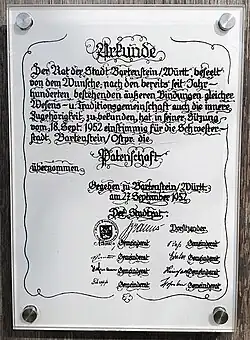 Urkunde
Der Rat der Stadt Bartenstein/Württ., beseelt
von dem Wunsche, nach den bereits seit Jahr-
hunderten bestehenden äußeren Bindungen gleicher
Wesens- u. Traditionsgemeinschaft auch die innere
Zugehörigkeit zu bekunden, hat in seiner Sitzung
vom 18. Sept. 1952 einstimmig für die Schwester-
stadt Bartenstein/Ostpr. die
Patenschaft
übernommen.
Gegeben zu Bartenstein/Württ.
am 27. September 1952.
Der Stadtrat:
Vorsitzender
Gemeinderat Gemeinderat
Gemeinderat Gemeinderat
Gemeinderat Gemeinderat
Gemeinderat Gemeinderat